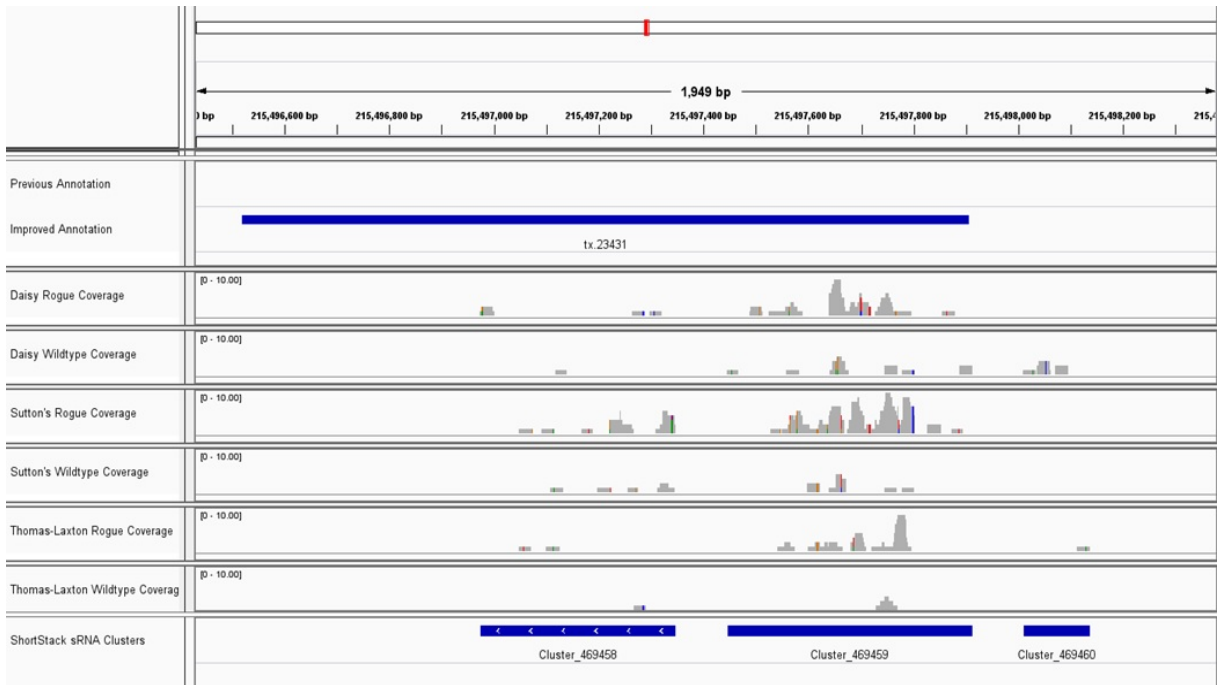 1,949 bp
) bp 215,496,600 bp 215,496,800 bp 215,497,000 bp 215,497,200 bp 215,497,400 bp 215,497,600 bp 215,497,800 bp 215,498,000 bp 215,498,200 bp 215,4
Previous Annotation
Improved Annotation
tx.23431
Daisy Rogue Coverage
[0 - 10.00]
Daisy Wildtype Coverage
[0 - 10.00]
Sutton's Rogue Coverage
[0 - 10.00]
Sutton's Wildtype Coverage
[0 - 10.00]
Thomas-Laxton Rogue Coverage
[0 - 10.00]
Thomas-Laxton Wildtype Coverag
[0 - 10.00]
ShortStack sRNA Clusters
Cluster_469458 Cluster_469459 Cluster_469460